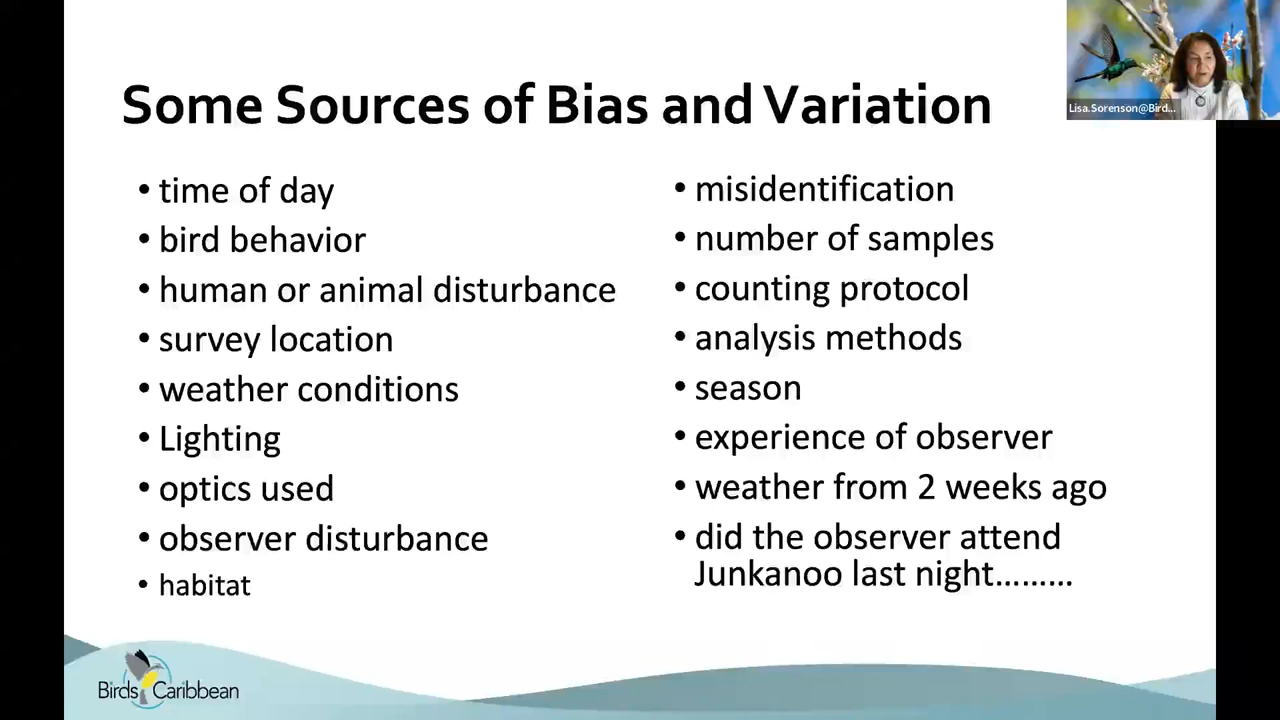 Some Sources of Bias and Variation
• time of day
• bird behavior
• human or animal disturbance
• survey location
• weather conditions
• Lighting
• optics used
• observer disturbance
• habitat
• misidentification
• number of samples
• counting protocol
• analysis methods
• season
• experience of observer
• weather from 2 weeks ago
• did the observer attend
Junkanoo last night.........
Lisa.Sorenson@Bird...
BirdsCaribbean